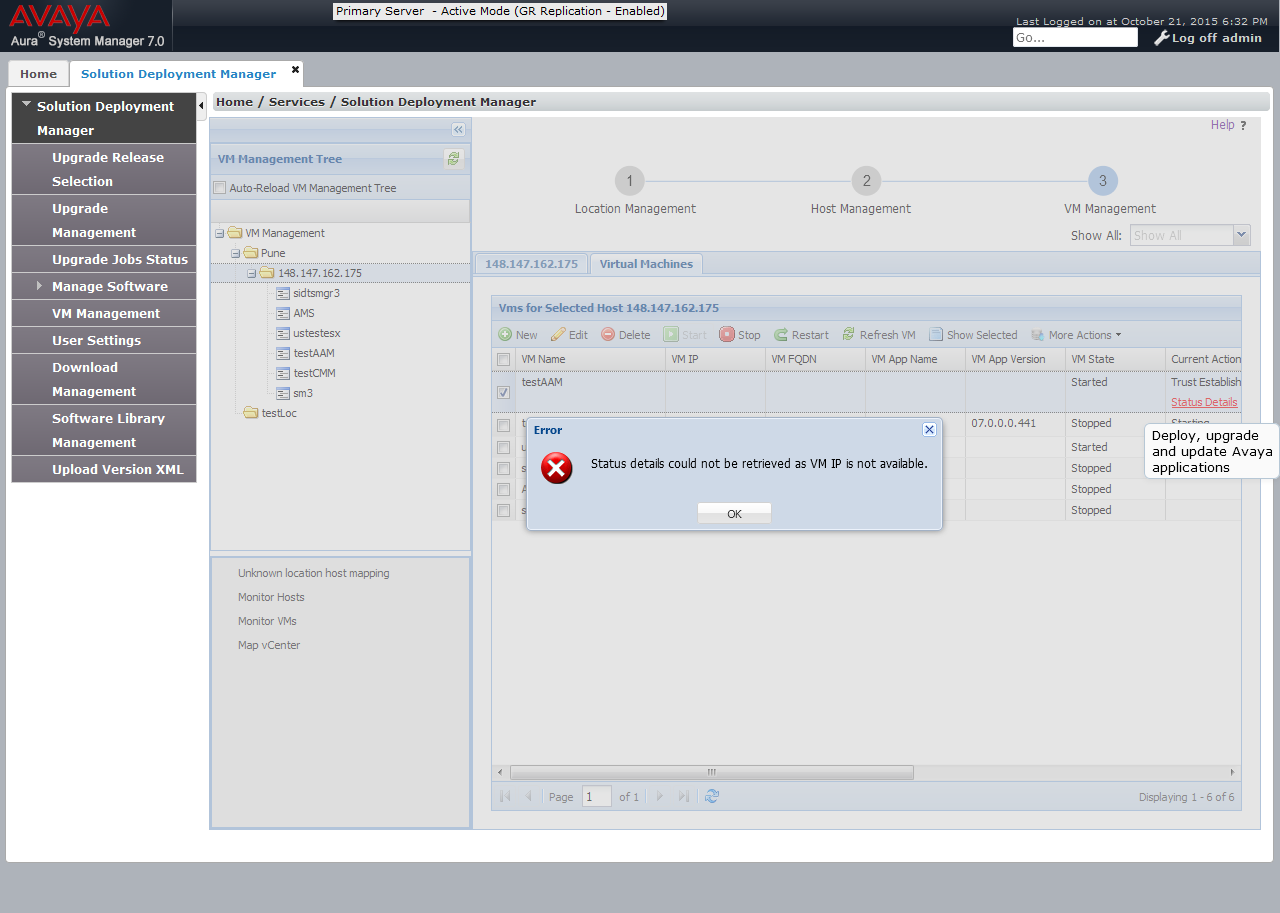 AVAYA
Aura® System Manager 7.0
Primary Server - Active Mode (GR Replication - Enabled)
Last Logged on at October 21, 2015 6:32 PM
Go...
Log off admin
Home
Solution Deployment Manager
Solution Deployment
Manager
Upgrade Release
Selection
Upgrade
Management
Upgrade Jobs Status
Manage Software
VM Management
User Settings
Download
Management
Software Library
Management
Upload Version XML
Home / Services / Solution Deployment Manager
Help ?
VM Management Tree
Auto-Reload VM Management Tree
VM Management
Pune
148.147.162.175
sidtsmgr3
AMS
ustestesx
testAAM
testCMM
sm3
testLoc
Unknown location host mapping
Monitor Hosts
Monitor VMs
Map vCenter
1
2
3
Location Management
Host Management
VM Management
Show All:
Show All
148.147.162.175
Virtual Machines
Vms for Selected Host 148.147.162.175
New Edit Delete Start Stop Restart Refresh VM Show Selected More Actions
VM Name VM IP VM FQDN VM App Name VM App Version VM State Current Action
testAAM Started Trust Establish
Status Details
07.0.0.0.441 Stopped Starting
Started
Stopped
Stopped
Stopped
Deploy, upgrade
and update Avaya
applications
Error
Status details could not be retrieved as VM IP is not available.
OK
Page 1 of 1
Displaying 1 - 6 of 6